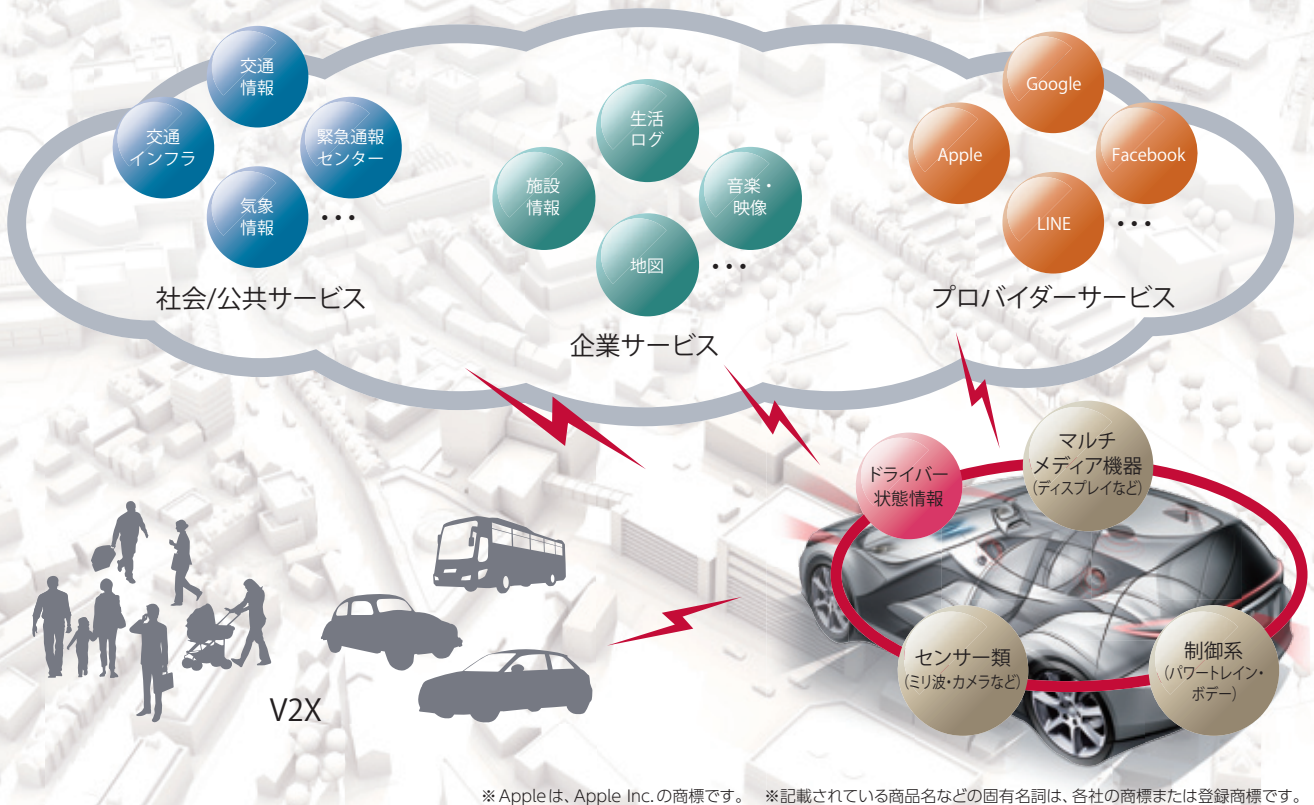 交通
情報
交通
インフラ
緊急通報
センター
気象
情報
・・・
社会/公共サービス
生活
ログ
施設
情報
音楽・
映像
地図
・・・
企業サービス
Google
Apple
Facebook
LINE
・・・
プロバイダーサービス
ドライバー
状態情報
マルチ
メディア機器
(ディスプレイなど)
センサー類
(ミリ波・カメラなど)
制御系
(パワートレイン・
ボデー)
V2X
※Appleは、Apple Inc.の商標です。 ※記載されている商品名などの固有名詞は、各社の商標または登録商標です。